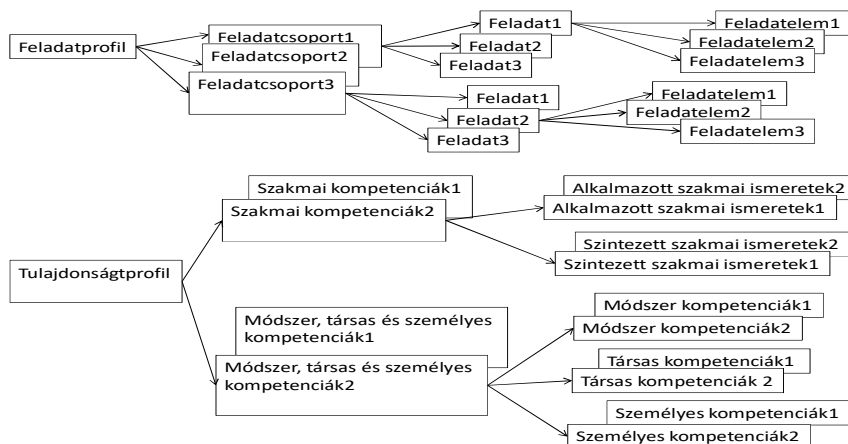 Feladatprofil
Feladatcsoport1
Feladatcsoport2
Feladatcsoport3
Feladat1
Feladat2
Feladat3
Feladatelem1
Feladatelem2
Feladatelem3
Feladat1
Feladat2
Feladat3
Feladatelem1
Feladatelem2
Feladatelem3
Tulajdonságtprofil
Szakmai kompetenciák1
Szakmai kompetenciák2
Alkalmazott szakmai ismeretek2
Alkalmazott szakmai ismeretek1
Szintezett szakmai ismeretek2
Szintezett szakmai ismeretek1
Módszer, társas és személyes
kompetenciák1
Módszer, társas és személyes
kompetenciák2
Módszer kompetenciák1
Módszer kompetenciák2
Társas kompetenciák1
Társas kompetenciák 2
Személyes kompetenciák1
Személyes kompetenciák2